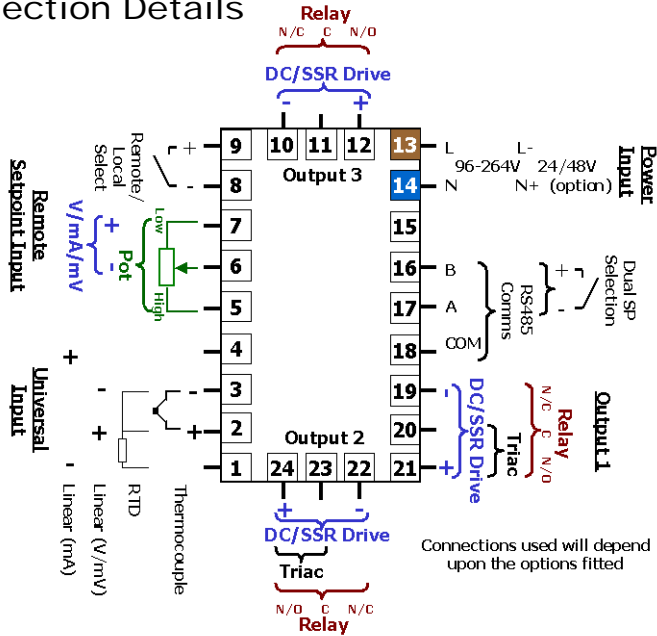 ection Details
Relay
N/C C N/O
DC/SSR Drive
- +
9 10 11 12 13 L L-
Output 3
96-264V 24/48V
8 14 N N+ (option)
Power
Input
Remote/
Local
Select
+
-
Remote
Setpoint Input
V/mA/mV
+
-
Pot
Low
High
7 15
6 16 B
5 17 A
4 18 COM
RS485
Comms
+
-
Dual SP
Selection
3 19 -
2 20
1 21 +
Output 2
24 23 22
DC/SSR Drive
Triac
N/C C N/O
Relay
Output 1
Universal
Input
+
- - -
+ +
-
Linear (mA)
Linear (V/mV)
RTD
Thermocouple
+ -
DC/SSR Drive
Triac
N/O C N/C
Relay
Connections used will depend
upon the options fitted